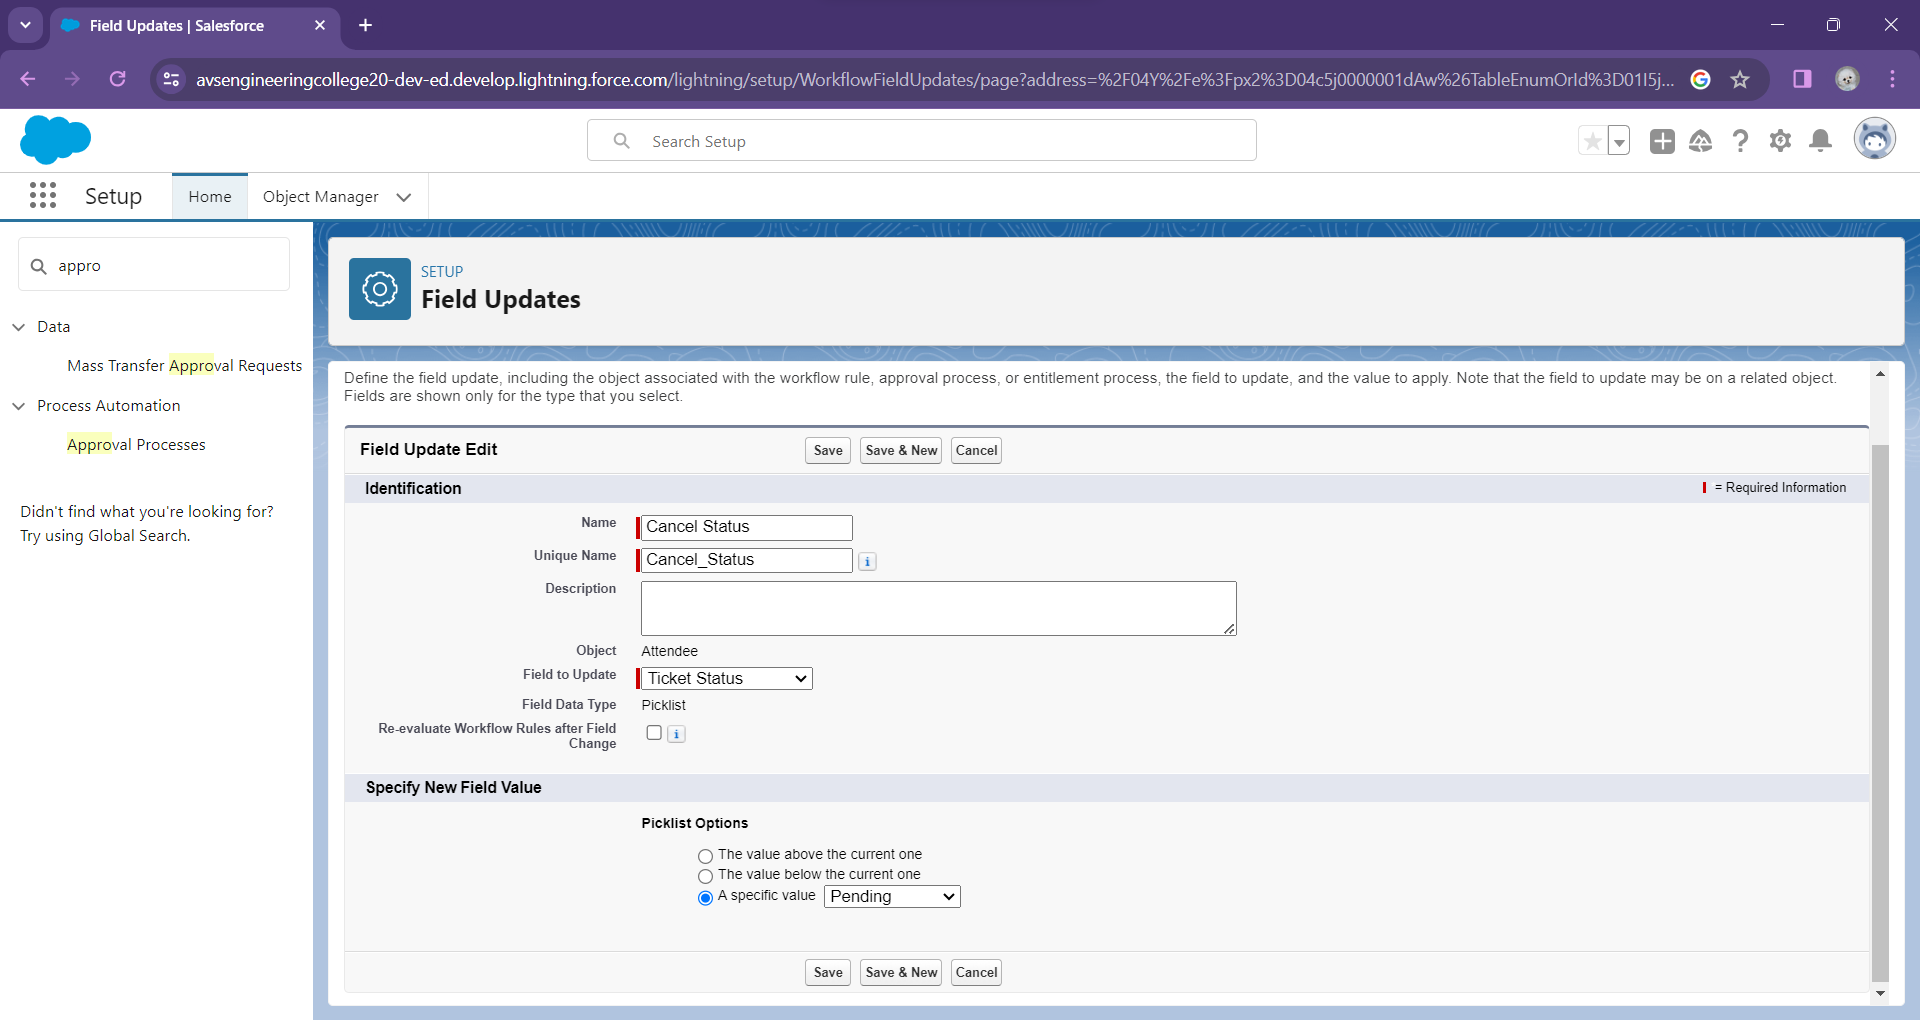 Field Updates | Salesforce
avsengineeringcollege20-dev-ed.develop.lightning.force.com/lightning/setup/WorkflowFieldUpdates/page?address=%2F04Y%2Fe%3Fpx2%3D04c5j0000001dAw%26TableEnumOrId%3D01I5j...
Search Setup
Setup
Home
Object Manager
appro
Data
Mass Transfer Approval Requests
Process Automation
Approval Processes
Didn't find what you're looking for?
Try using Global Search.
SETUP
Field Updates
Define the field update, including the object associated with the workflow rule, approval process, or entitlement process, the field to update, and the value to apply. Note that the field to update may be on a related object.
Fields are shown only for the type that you select.
Field Update Edit
Save
Save & New
Cancel
Identification
= Required Information
Name
Cancel Status
Unique Name
Cancel_Status
i
Description
Object
Attendee
Field to Update
Ticket Status
Field Data Type
Picklist
Re-evaluate Workflow Rules after Field
Change
i
Specify New Field Value
Picklist Options
The value above the current one
The value below the current one
A specific value
Pending
Save
Save & New
Cancel